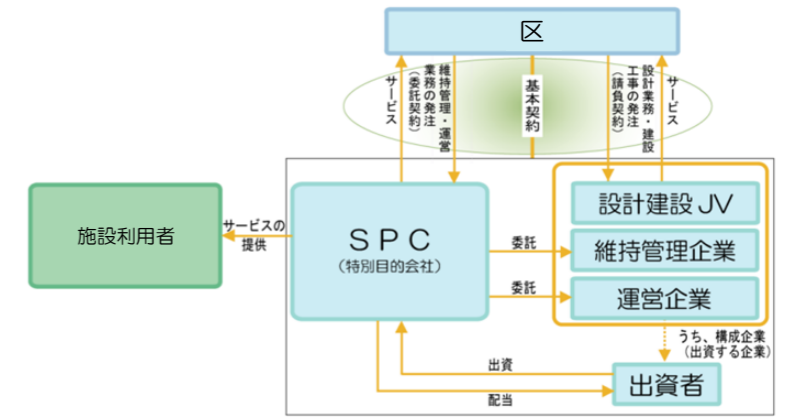 区
サービス
維持管理・運営
業務の発注
（委託契約）
基本契約
設計業務・建設
工事の発注
（請負契約）
サービス
施設利用者
サービスの
提供
ＳＰＣ
（特別目的会社）
委託
委託
設計建設 JV
維持管理企業
運営企業
うち、構成企業
（出資する企業）
出資
配当
出資者